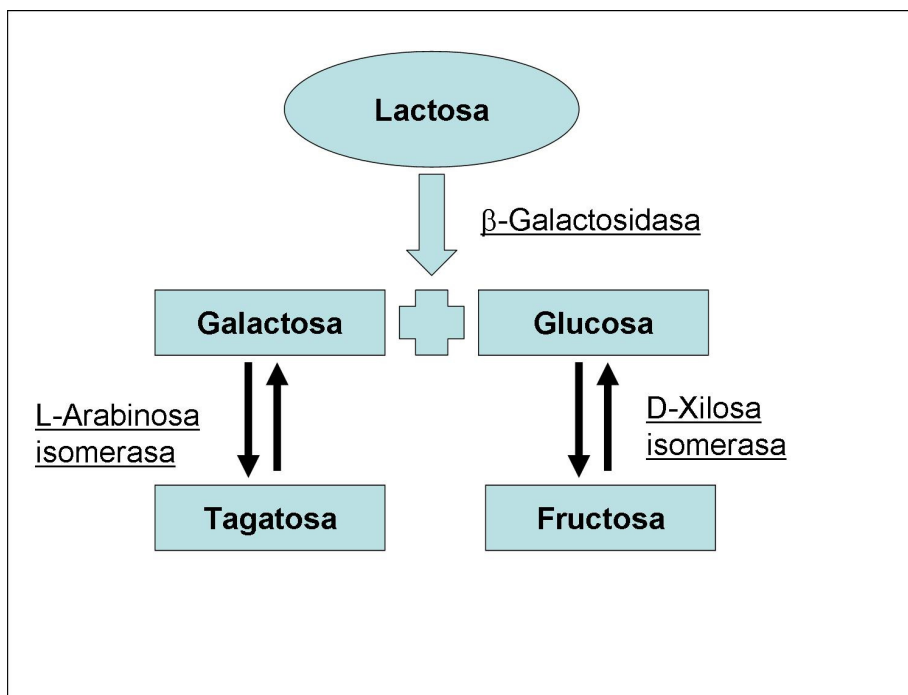 Lactosa
β-Galactosidasa
Galactosa
Glucosa
L-Arabinosa
isomerasa
D-Xilosa
isomerasa
Tagatosa
Fructosa